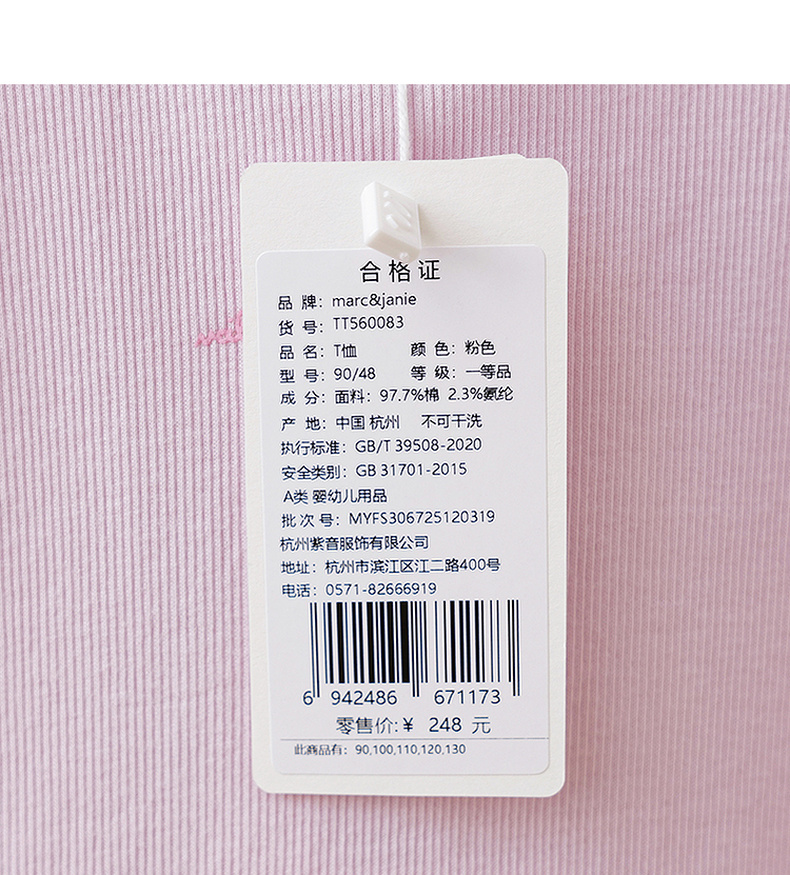 合格证
品 牌：marc&janie
货 号：TT560083
品 名：T恤 颜 色：粉色
型 号：90/48 等 级：一等品
成 分：面料：97.7%棉 2.3%氨纶
产 地：中国 杭州 不可干洗
执行标准：GB/T 39508-2020
安全类别：GB 31701-2015
A类 婴幼儿用品
批 次 号：MYFS306725120319
杭州紫音服饰有限公司
地址：杭州市滨江区江二路400号
电话：0571-82666919
6 942486 671173
零售价:￥ 248 元
此商品有：90,100,110,120,130